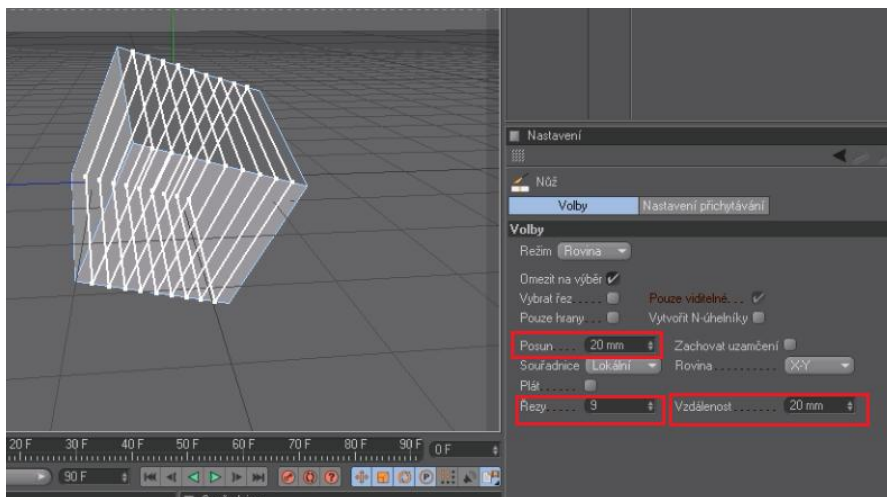 Nastavení
Nůž
Volby Nastavení přichytávání
Volby
Režim Rovina
Omezit na výběr
Vybrat řez..... Pouze viditelné...
Pouze hrany... Vytvořit N-úhelníky
Posun.... 20 mm Zachovat uzamčení
Souřadnice Lokální Rovina.......... X-Y
Plát......
Řezy..... 9 Vzdálenost....... 20 mm
20 F 30 F 40 F 50 F 60 F 70 F 80 F 90 F 0 F
90 F